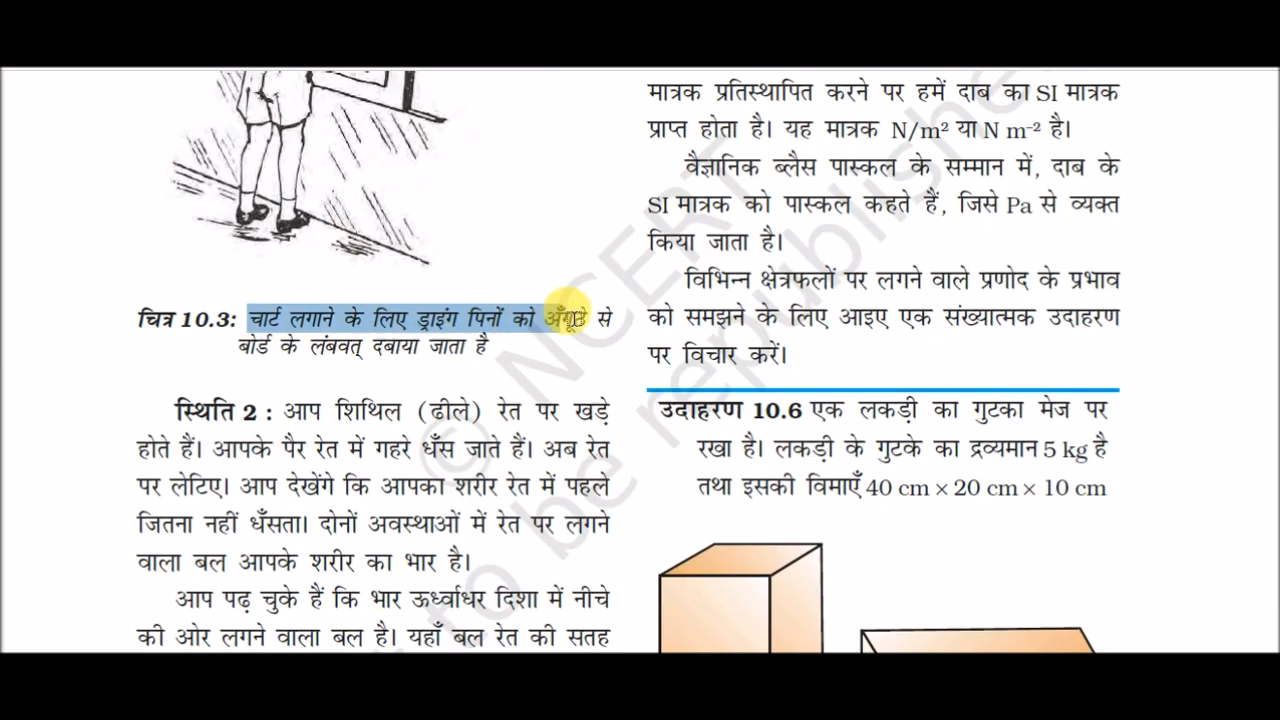 चित्र 10.3: चार्ट लगाने के लिए ड्राइंग पिनों को अँगूठे से
बोर्ड के लंबवत् दबाया जाता है
स्थिति 2 : आप शिथिल (ढीले) रेत पर खड़े
होते हैं। आपके पैर रेत में गहरे धँस जाते हैं। अब रेत
पर लेटिए। आप देखेंगे कि आपका शरीर रेत में पहले
जितना नहीं धँसता। दोनों अवस्थाओं में रेत पर लगने
वाला बल आपके शरीर का भार है।
आप पढ़ चुके हैं कि भार ऊर्ध्वाधर दिशा में नीचे
की ओर लगने वाला बल है। यहाँ बल रेत की सतह
मात्रक प्रतिस्थापित करने पर हमें दाब का SI मात्रक
प्राप्त होता है। यह मात्रक N/m² या N m⁻² है।
वैज्ञानिक ब्लैस पास्कल के सम्मान में, दाब के
SI मात्रक को पास्कल कहते हैं, जिसे Pa से व्यक्त
किया जाता है।
विभिन्न क्षेत्रफलों पर लगने वाले प्रणोद के प्रभाव
को समझने के लिए आइए एक संख्यात्मक उदाहरण
पर विचार करें।
उदाहरण 10.6 एक लकड़ी का गुटका मेज पर
रखा है। लकड़ी के गुटके का द्रव्यमान 5 kg है
तथा इसकी विमाएँ 40 cm × 20 cm × 10 cm
© NCERT
to be republishe